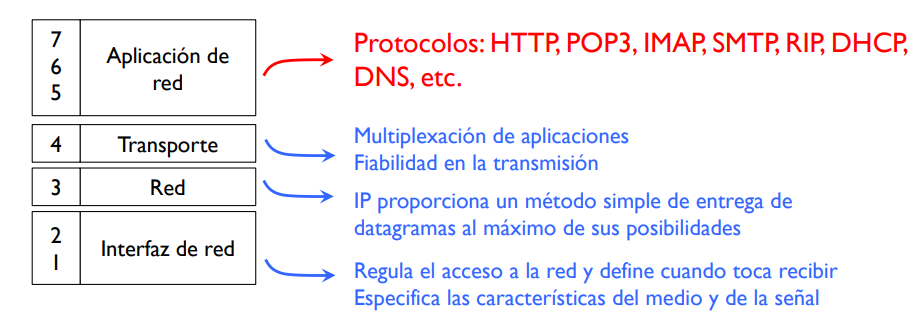 7
6
5
Aplicación de
red
Protocolos: HTTP, POP3, IMAP, SMTP, RIP, DHCP,
DNS, etc.
4
Transporte
Multiplexación de aplicaciones
Fiabilidad en la transmisión
3
Red
IP proporciona un método simple de entrega de
datagramas al máximo de sus posibilidades
2
1
Interfaz de red
Regula el acceso a la red y define cuando toca recibir
Especifica las características del medio y de la señal